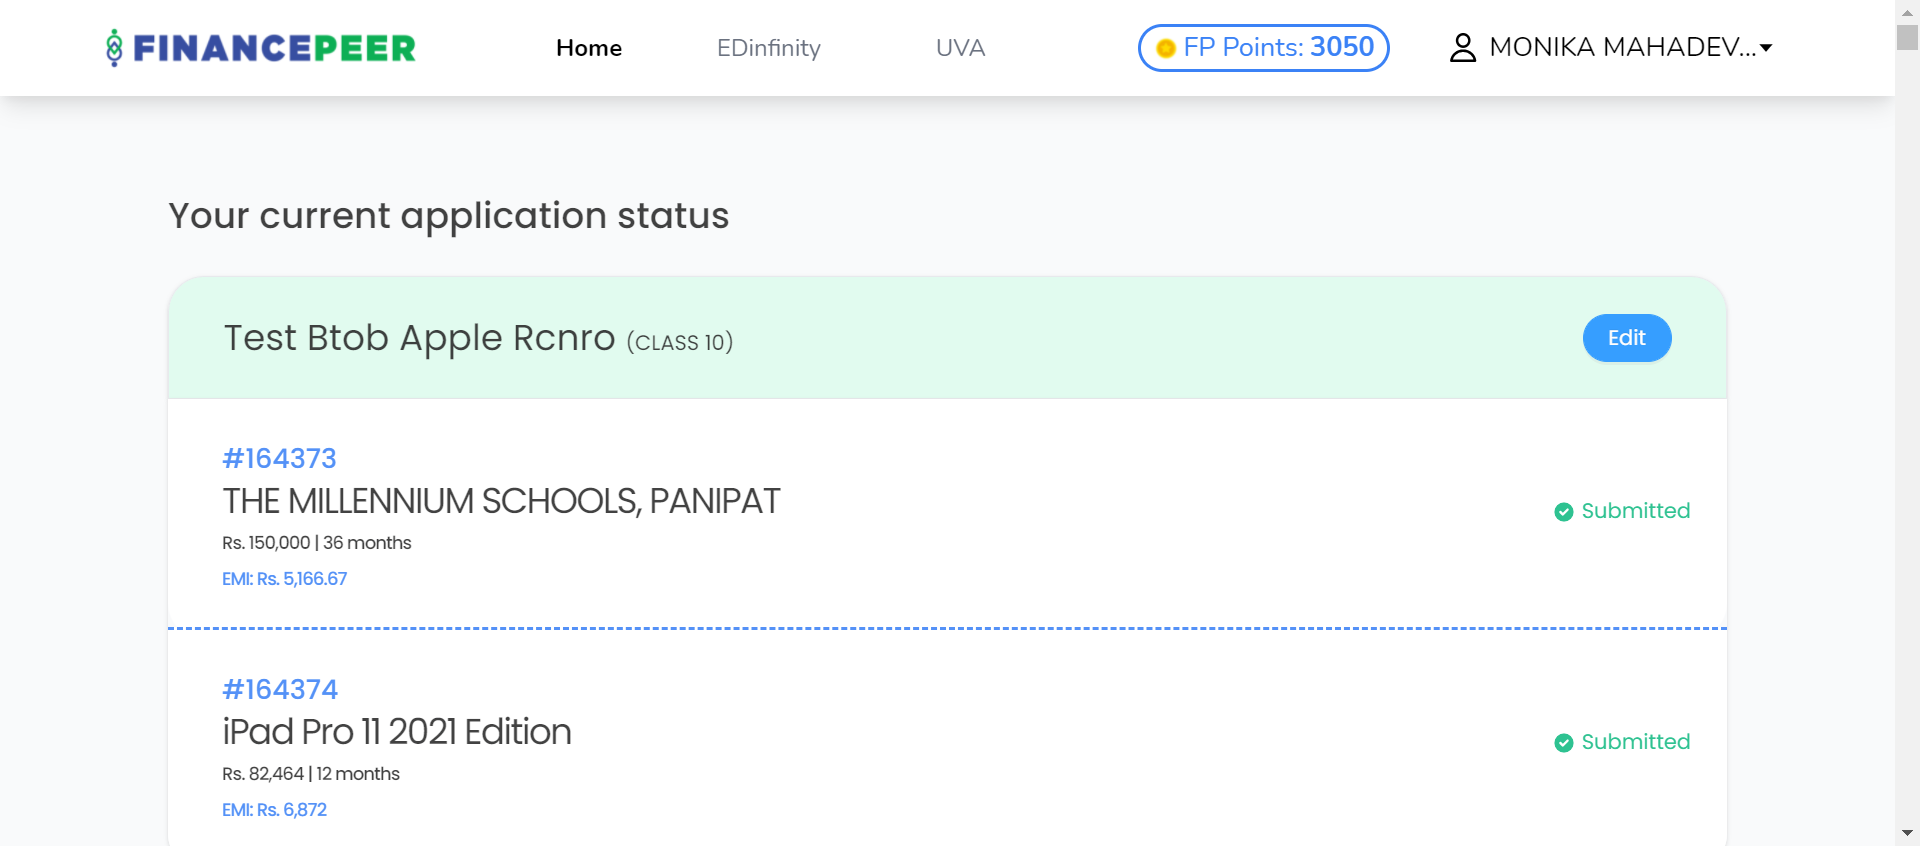 FINANCEPEER
Home
EDinfinity
UVA
FP Points: 3050
MONIKA MAHADEV...
Your current application status
Test Btob Apple Rcnro (CLASS 10)
Edit
#164373
THE MILLENNIUM SCHOOLS, PANIPAT
Rs. 150,000 | 36 months
EMI: Rs. 5,166.67
Submitted
#164374
iPad Pro 11 2021 Edition
Rs. 82,464 | 12 months
EMI: Rs. 6,872
Submitted